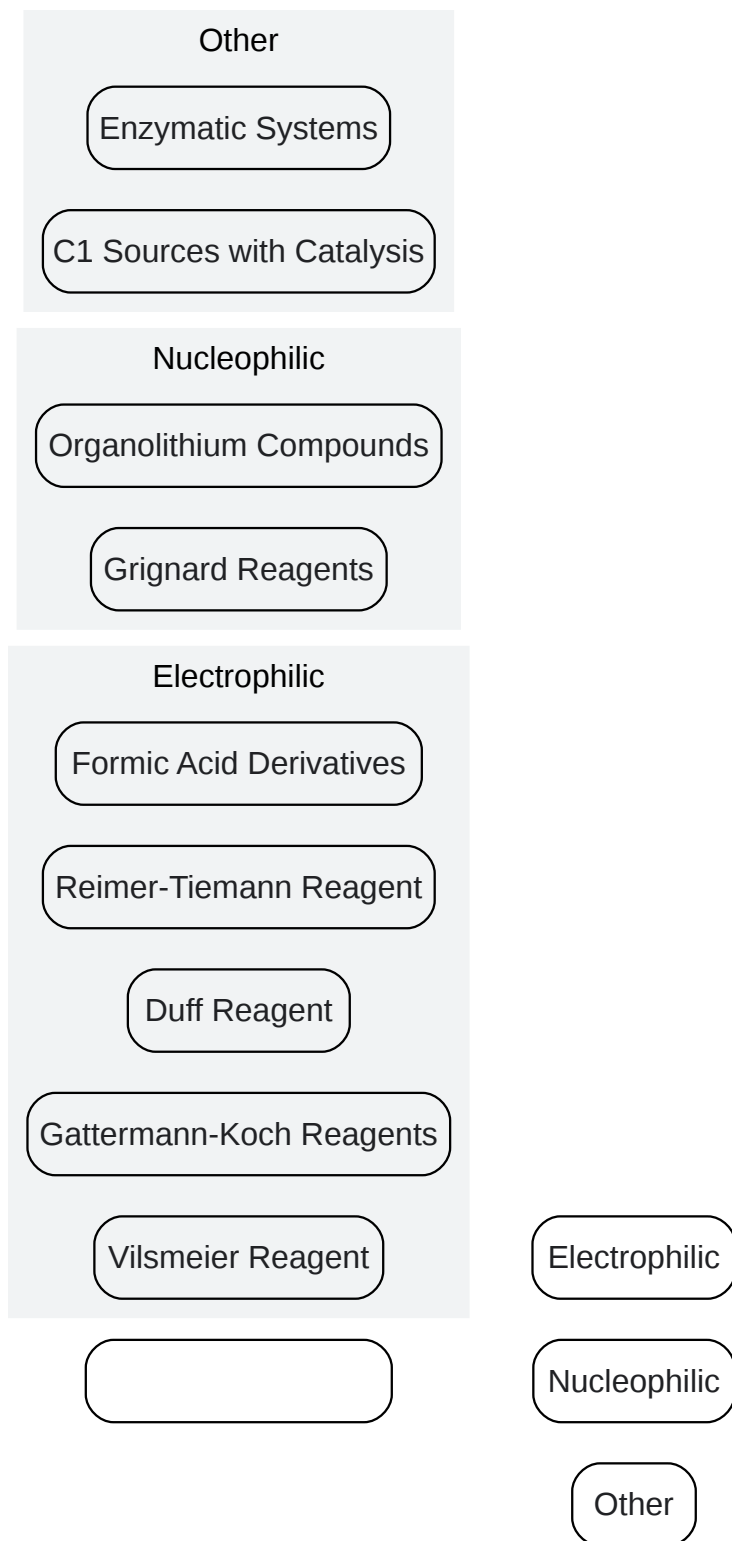 Other
Enzymatic Systems
C1 Sources with Catalysis
Nucleophilic
Organolithium Compounds
Grignard Reagents
Electrophilic
Formic Acid Derivatives
Reimer-Tiemann Reagent
Duff Reagent
Gattermann-Koch Reagents
Vilsmeier Reagent
Electrophilic
Nucleophilic
Other